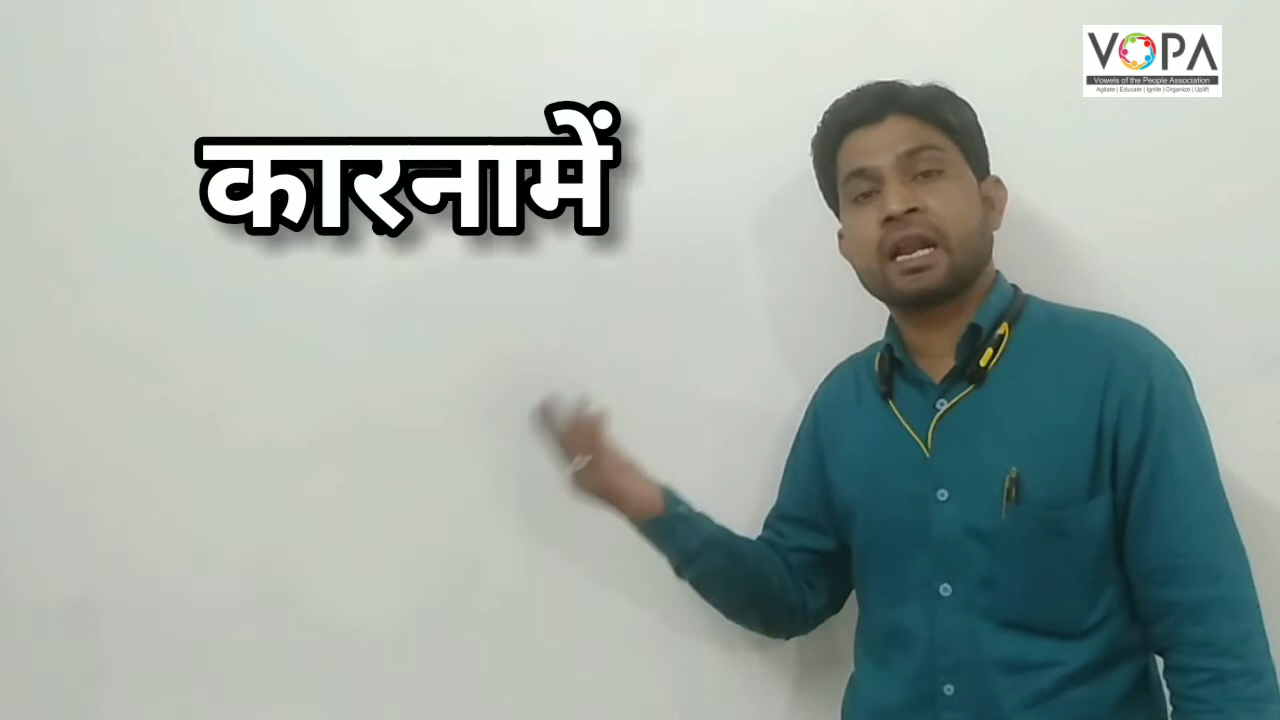 कारनामें
VOPA
Vowels of the People Association
Agitate | Educate | Ignite | Organize | Uplift